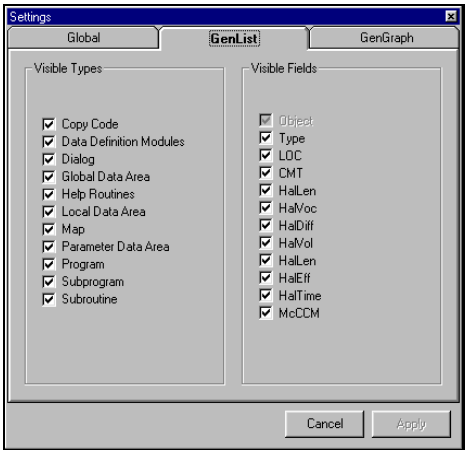 Settings
Global
GenList
GenGraph
Visible Types
Copy Code
Data Definition Modules
Dialog
Global Data Area
Help Routines
Local Data Area
Map
Parameter Data Area
Program
Subprogram
Subroutine
Visible Fields
Object
Type
LOC
CMT
HalLen
HalVoc
HalDiff
HalVol
HalLen
HalEff
HalTime
McCCM
Cancel
Apply